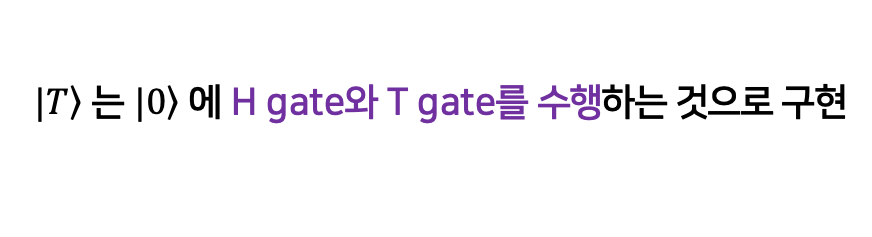 |T⟩ 는 |0⟩ 에 H gate와 T gate를 수행하는 것으로 구현